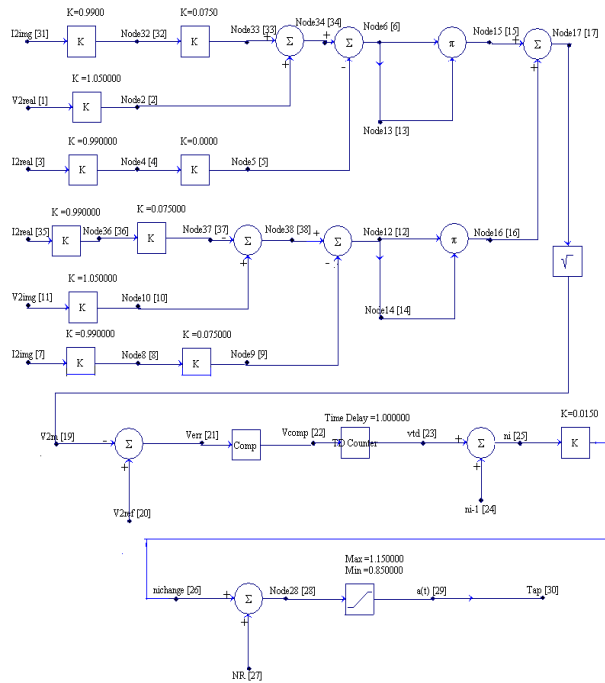 K=0.9900 K=0.0750
I2img [31] K Node32 [32] K Node33 [33] + Σ Node34 [34] + Σ Node6 [6] π Node15 [15] + Σ Node17 [17]
+ - +
K =1.050000
V2real [1] K Node2 [2]
Node13 [13]
K =0.990000 K =0.0000
I2real [3] K Node4 [4] K Node5 [5]
K =0.990000 K =0.075000
I2real [35] K Node36 [36] K Node37 [37] - Σ Node38 [38] + Σ Node12 [12] π Node16 [16]
+ -
√
K =1.050000
V2img [11] K Node10 [10]
Node14 [14]
K =0.990000 K =0.075000
I2img [7] K Node8 [8] K Node9 [9]
Time Delay =1.000000 K=0.0150
V2m [19] - Σ Verr [21] Comp Vcomp [22] TD Counter vtd [23] + Σ ni [25] K
+ +
V2ref [20] ni-1 [24]
Max =1.150000
Min =0.850000
nichange [26] + Σ Node28 [28] a(t) [29] Tap [30]
+
NR [27]